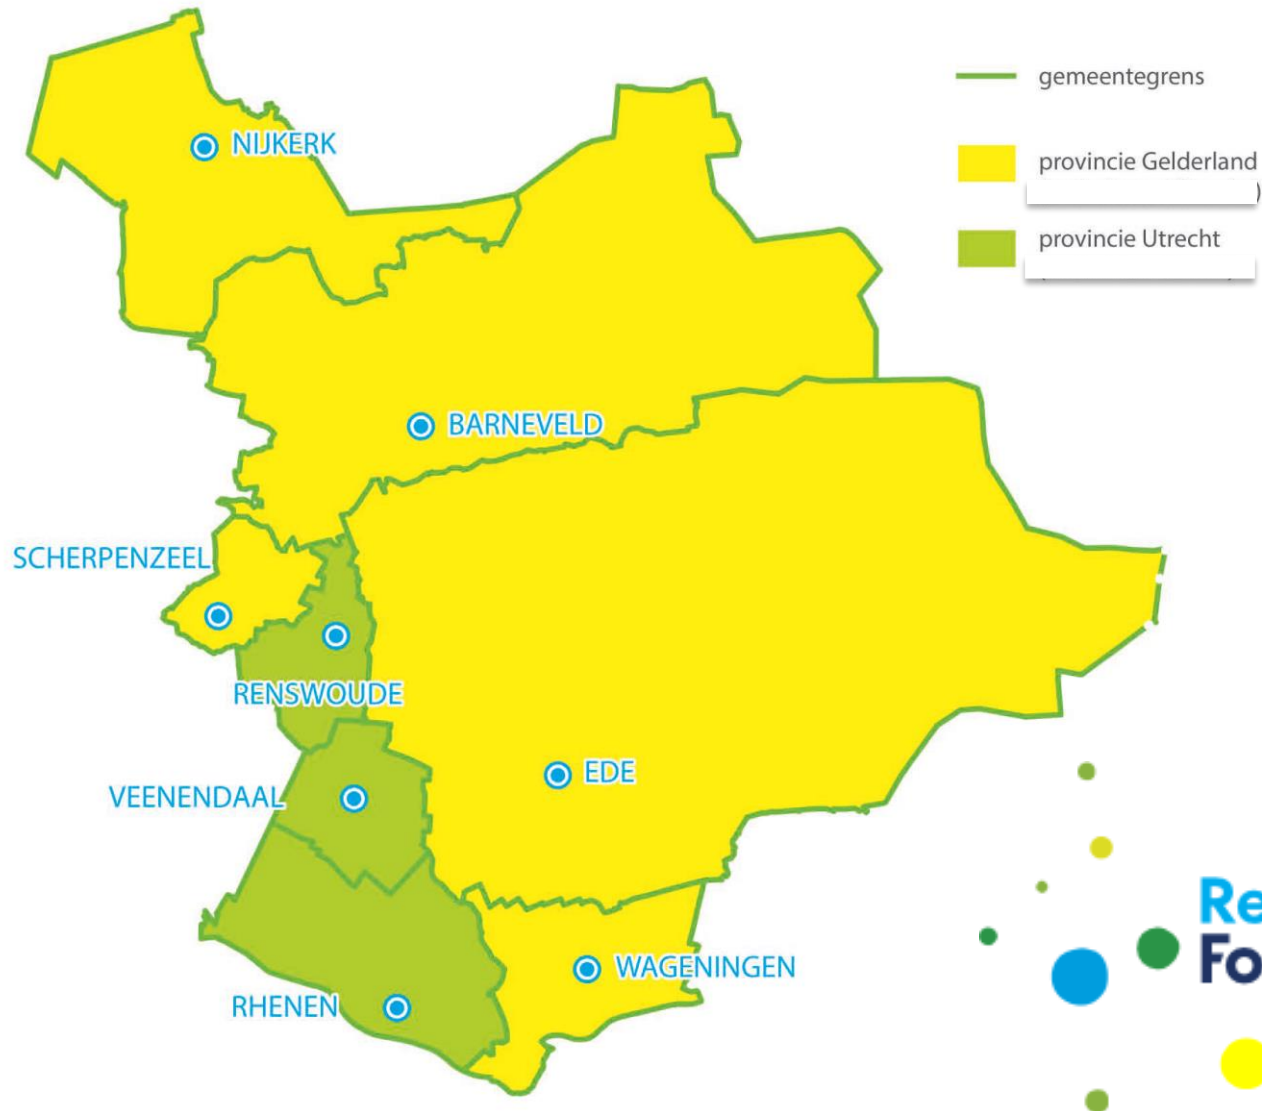 gemeentegrens
provincie Gelderland
)
provincie Utrecht
NIJKERK
BARNEVELD
SCHERPENZEEL
RENSWOUDE
EDE
VEENENDAAL
WAGENINGEN
RHENEN
Re
Fo